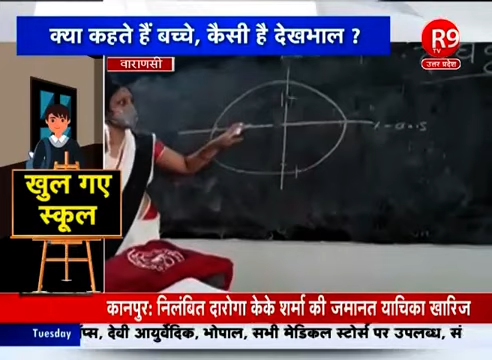 क्या कहते हैं बच्चे, कैसी है देखभाल ?
R9
TV
उत्तर प्रदेश
वाराणसी
खुल गए
स्कूल
कानपुर: निलंबित दारोगा केके शर्मा की जमानत याचिका खारिज
Tuesday
देवी आयुर्वेदिक, भोपाल, सभी मेडिकल स्टोर्स पर उपलब्ध,